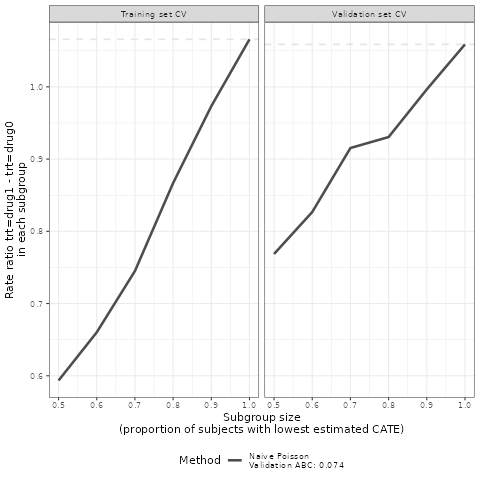 Training set CV
Validation set CV
Rate ratio trt=drug1 - trt=drug0
in each subgroup
1.0
0.9
0.8
0.7
0.6
0.5 0.6 0.7 0.8 0.9 1.0
0.5 0.6 0.7 0.8 0.9 1.0
Subgroup size
(proportion of subjects with lowest estimated CATE)
Method
Naive Poisson
Validation ABC: 0.074